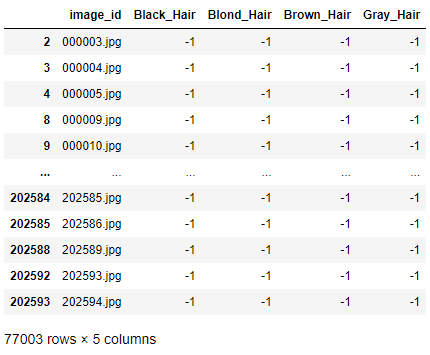 image_id Black_Hair Blond_Hair Brown_Hair Gray_Hair
2 000003.jpg -1 -1 -1 -1
3 000004.jpg -1 -1 -1 -1
4 000005.jpg -1 -1 -1 -1
8 000009.jpg -1 -1 -1 -1
9 000010.jpg -1 -1 -1 -1
... ... ... ... ... ...
202584 202585.jpg -1 -1 -1 -1
202585 202586.jpg -1 -1 -1 -1
202588 202589.jpg -1 -1 -1 -1
202592 202593.jpg -1 -1 -1 -1
202593 202594.jpg -1 -1 -1 -1
77003 rows × 5 columns